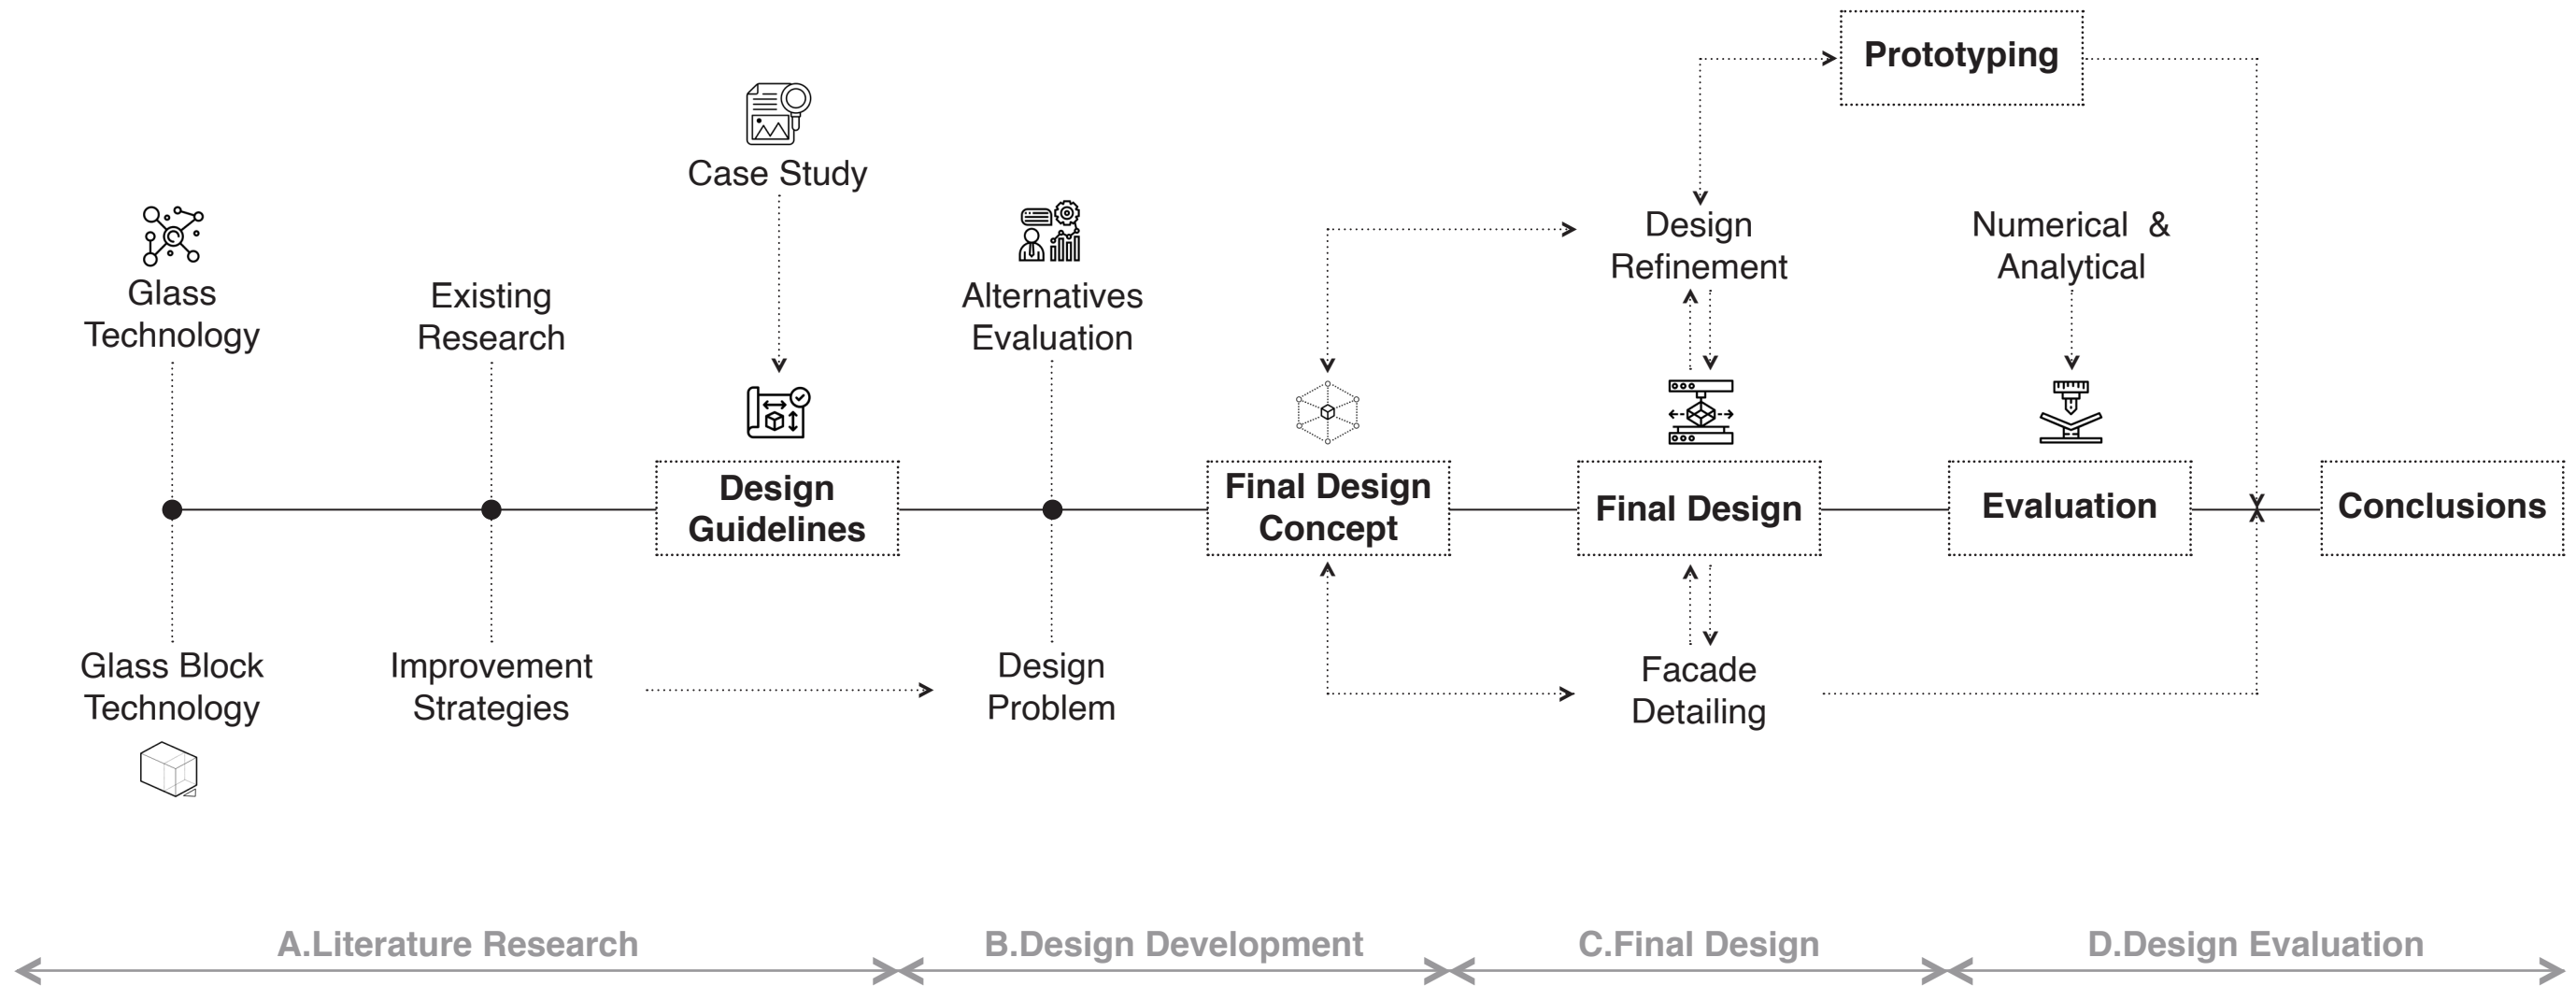 Prototyping
Case Study
Glass
Technology
Existing
Research
Alternatives
Evaluation
Design
Refinement
Numerical &
Analytical
Design
Guidelines
Final Design
Concept
Final Design
Evaluation
Conclusions
Glass Block
Technology
Improvement
Strategies
Design
Problem
Facade
Detailing
A.Literature Research
B.Design Development
C.Final Design
D.Design Evaluation